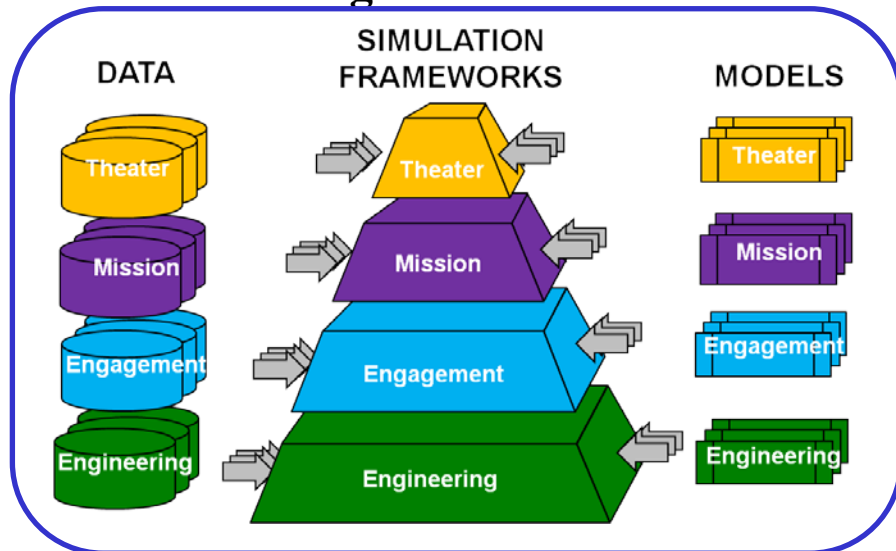 DATA
SIMULATION
FRAMEWORKS
MODELS
Theater
Theater
Theater
Mission
Mission
Mission
Engagement
Engagement
Engagement
Engineering
Engineering
Engineering